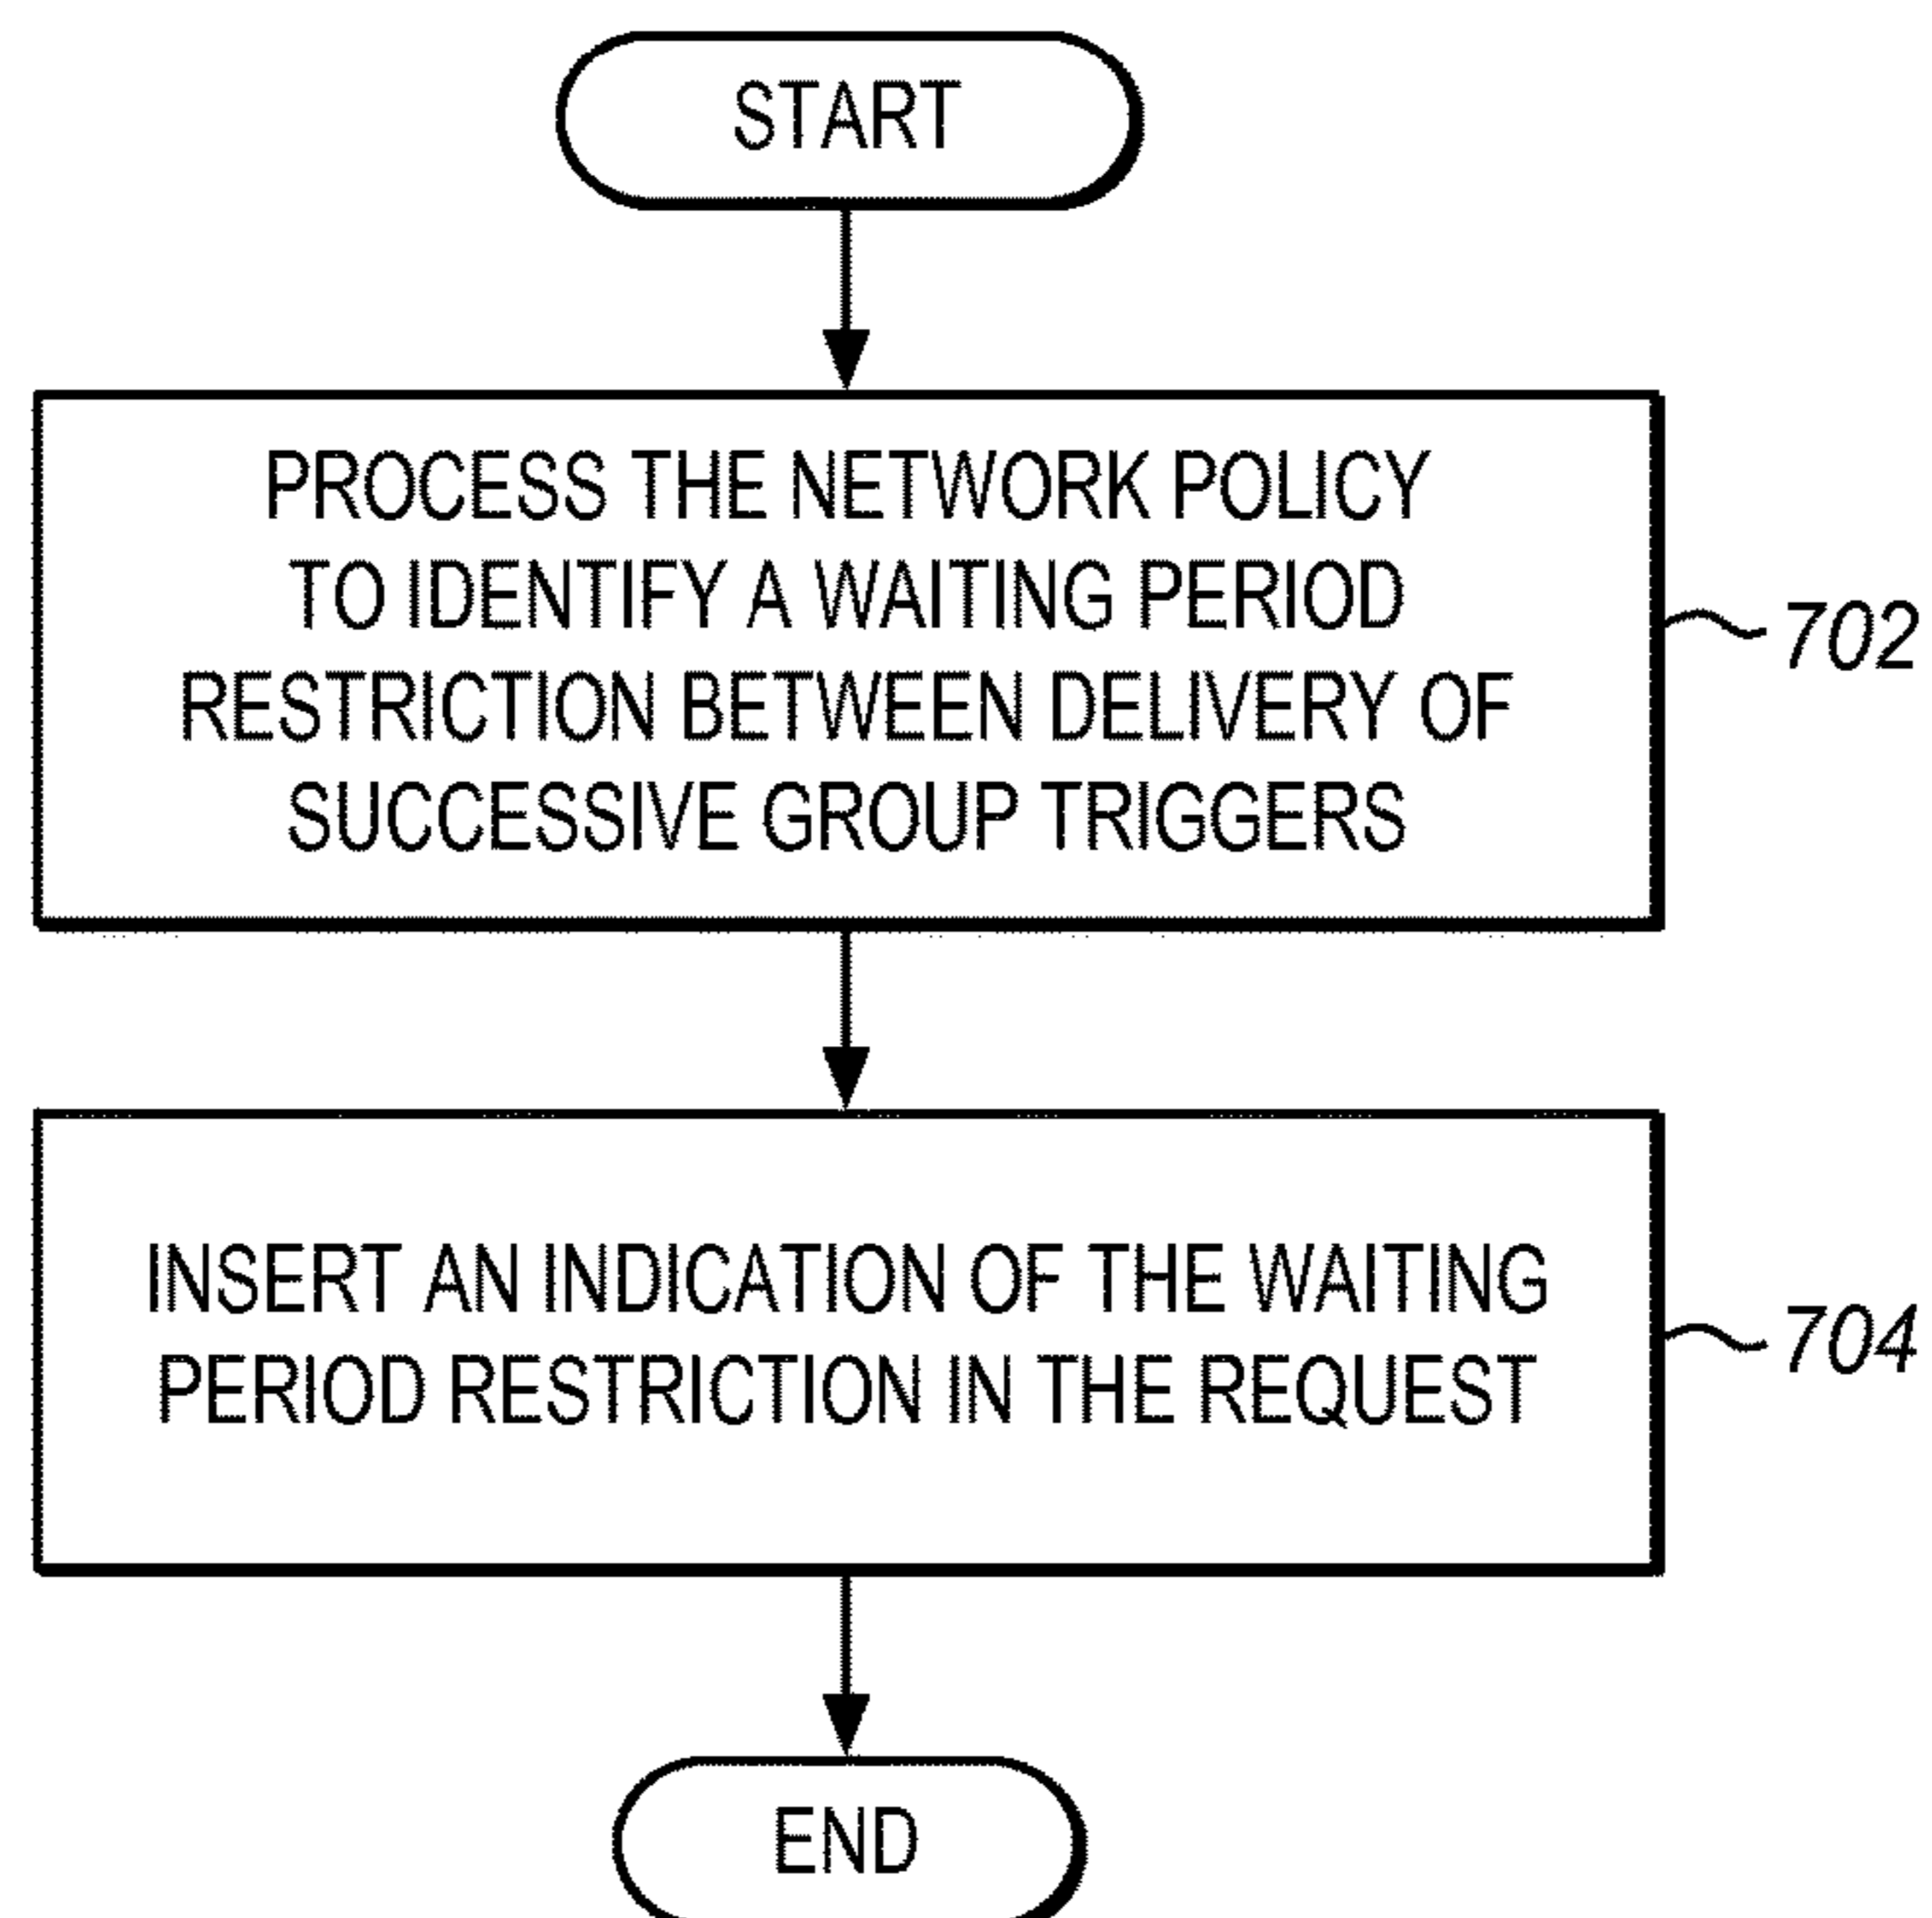 START
PROCESS THE NETWORK POLICY
TO IDENTIFY A WAITING PERIOD
RESTRICTION BETWEEN DELIVERY OF
SUCCESSIVE GROUP TRIGGERS
702
INSERT AN INDICATION OF THE WAITING
PERIOD RESTRICTION IN THE REQUEST
704
END